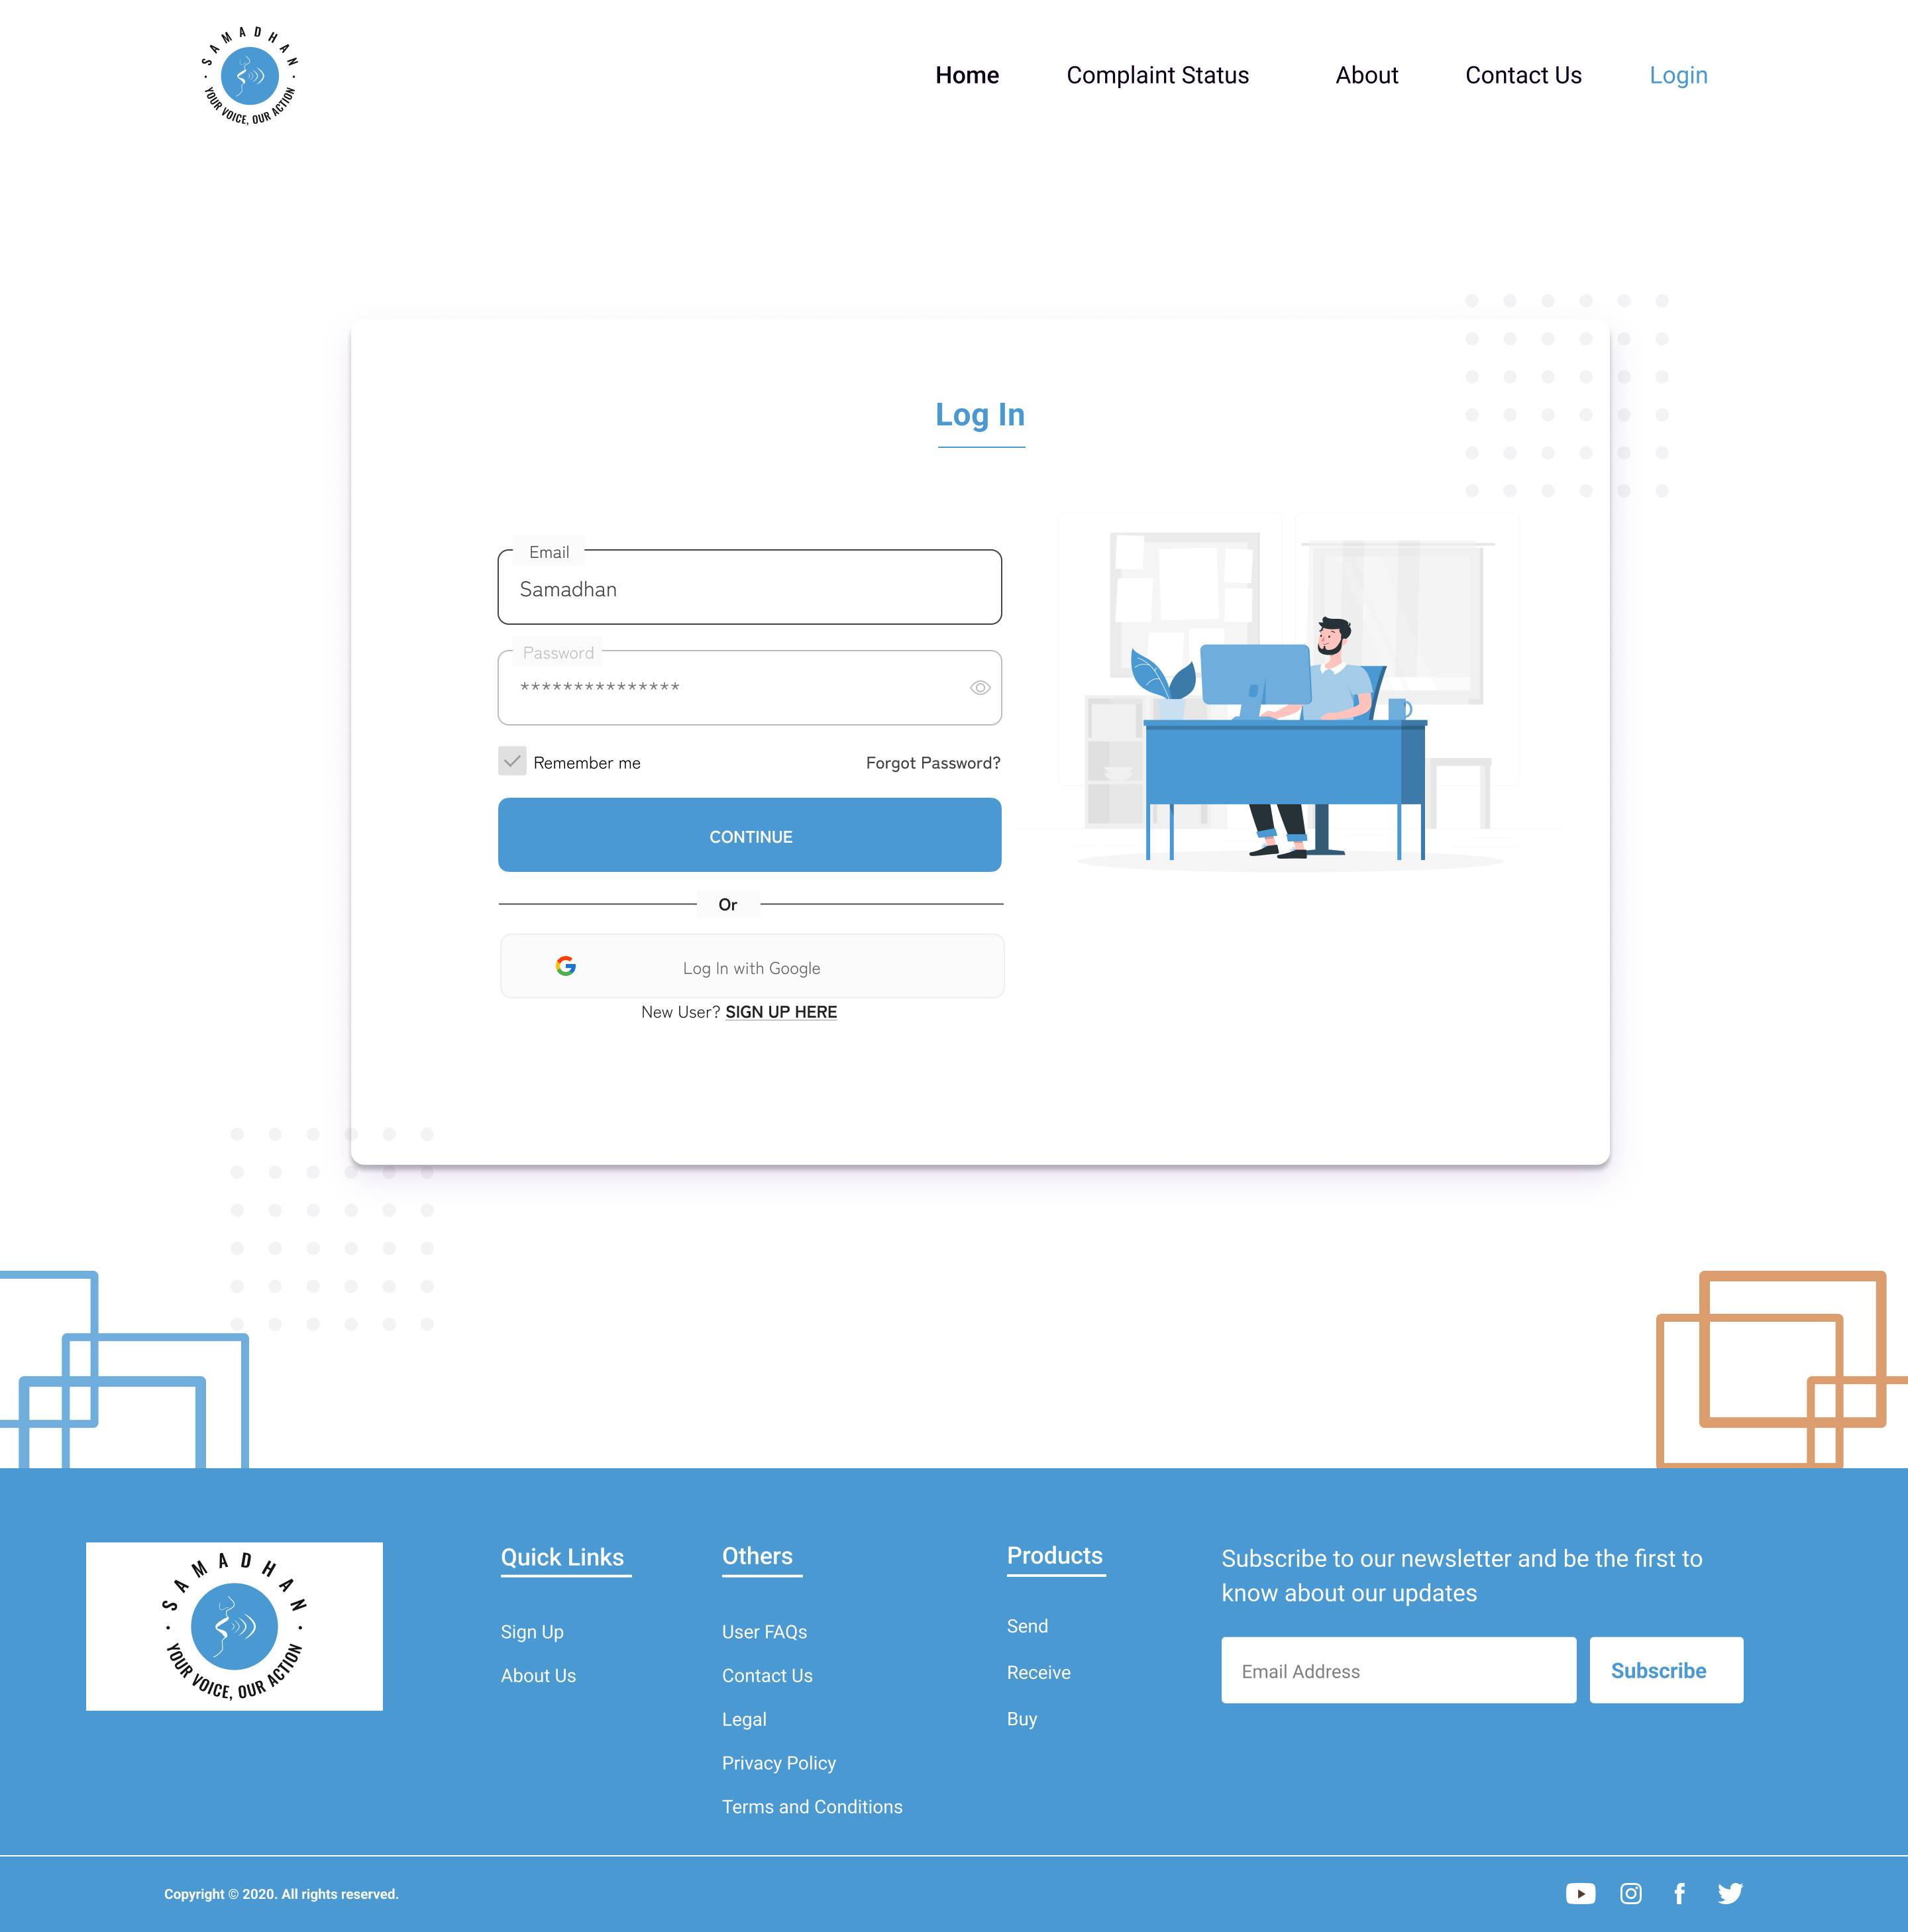 SAMADHAN
· YOUR VOICE, OUR ACTION ·
Home Complaint Status About Contact Us Login
Log In
Email
Samadhan
Password
***************
Remember me Forgot Password?
CONTINUE
Or
G Log In with Google
New User? SIGN UP HERE
SAMADHAN
· YOUR VOICE, OUR ACTION ·
Quick Links
Sign Up
About Us
Others
User FAQs
Contact Us
Legal
Privacy Policy
Terms and Conditions
Products
Send
Receive
Buy
Subscribe to our newsletter and be the first to
know about our updates
Email Address
Subscribe
Copyright © 2020. All rights reserved.